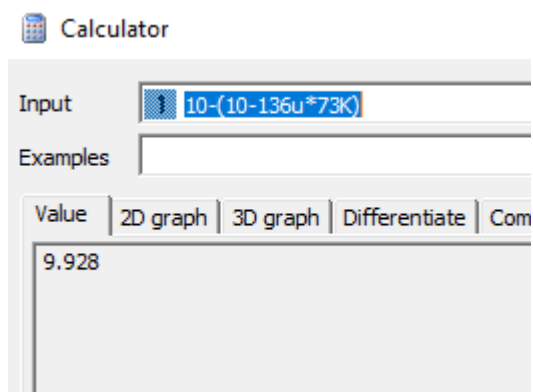 Calculator
Input
10-(10-136u*73K)
Examples
Value 2D graph 3D graph Differentiate Com
9.928